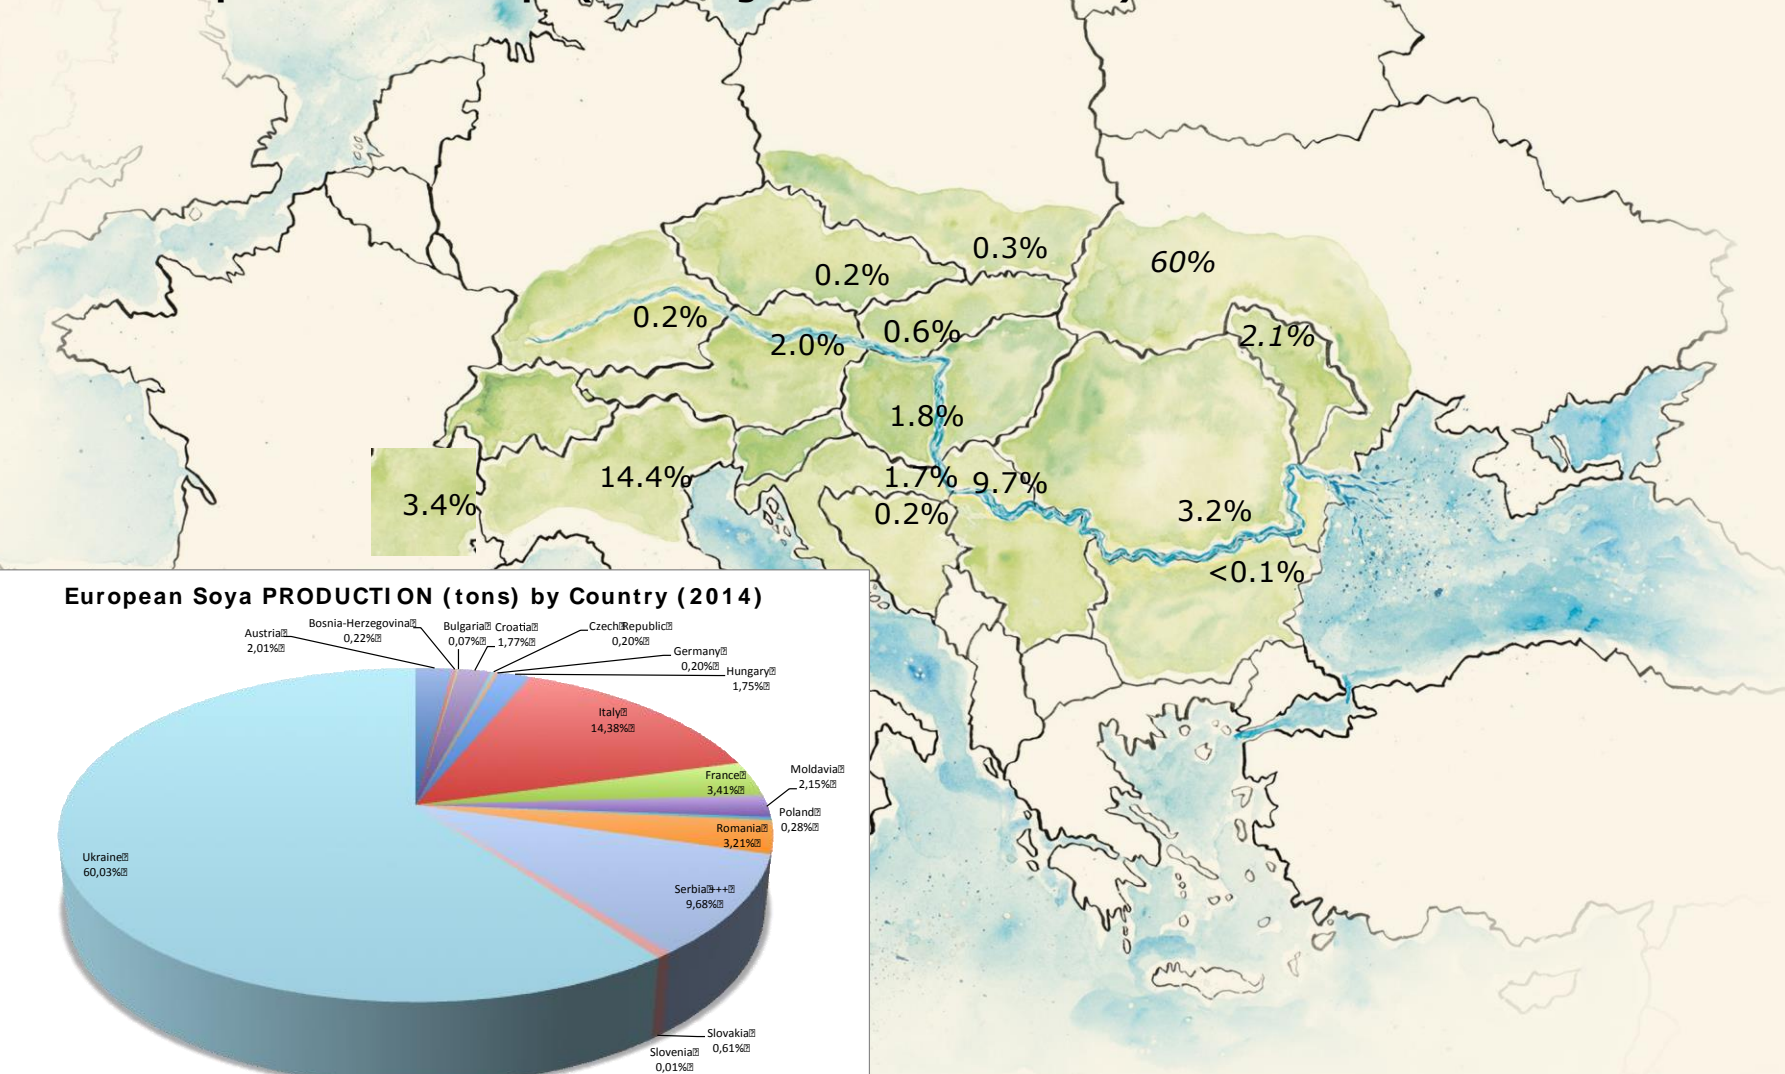 0.3%
60%
0.2%
0.2%
0.6%
2.1%
2.0%
1.8%
14.4%
1.7%
9.7%
3.4%
0.2%
3.2%
<0.1%
European Soya PRODUCTION (tons) by Country (2014)
Austria
2,01%
Bosnia-Herzegovina
0,22%
Bulgaria
0,07%
Croatia
1,77%
Czech Republic
0,20%
Germany
0,20%
Hungary
1,75%
Italy
14,38%
France
3,41%
Moldavia
2,15%
Poland
0,28%
Romania
3,21%
Ukraine
60,03%
Serbia +++
9,68%
Slovakia
0,61%
Slovenia
0,01%